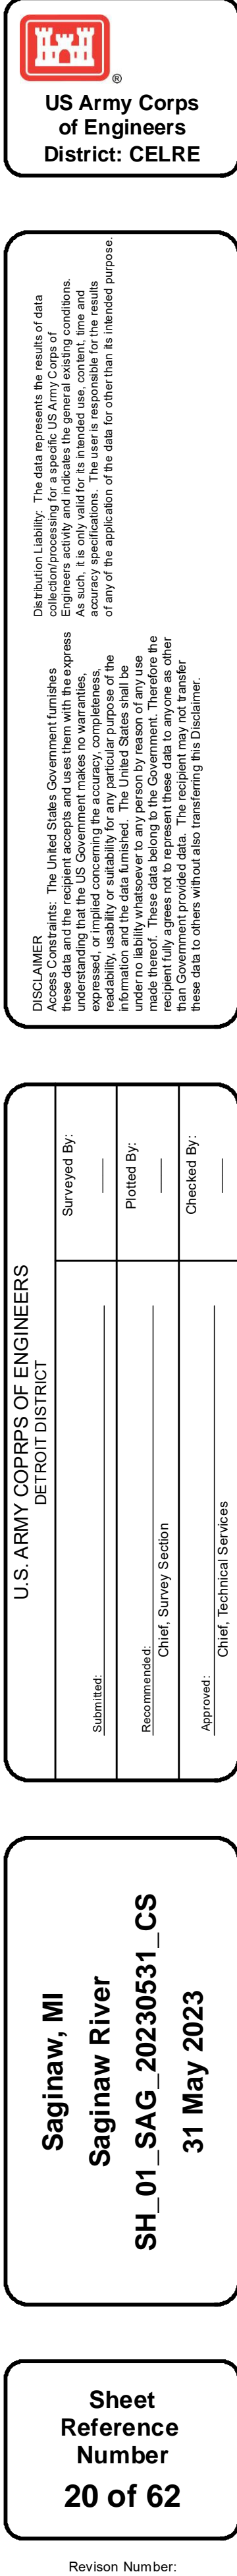 ®
US Army Corps
of Engineers
District: CELRE
DISCLAIMER
Access Constraints: The United States Government furnishes
these data and the recipient accepts and uses them with the express
understanding that the US Government makes no warranties,
expressed, or implied concerning the accuracy, completeness,
readability, usability or suitability for any particular purpose of the
information and the data furnished. The United States shall be
under no liability whatsoever to any person by reason of any use
made thereof. These data belong to the Government. Therefore the
recipient fully agrees not to represent these data to anyone as other
than Government provided data. The recipient may not transfer
these data to others without also transferring this Disclaimer.
Distribution Liability: The data represents the results of data
collection/processing for a specific US Army Corps of
Engineers activity and indicates the general existing conditions.
As such, it is only valid for its intended use, content, time and
accuracy specifications. The user is responsible for the results
of any of the application of the data for other than its intended purpose.
U.S. ARMY COPRPS OF ENGINEERS
DETROIT DISTRICT
Submitted:
Surveyed By:
Recommended:
Chief, Survey Section
Plotted By:
Approved:
Chief, Technical Services
Checked By:
Saginaw, MI
Saginaw River
SH_01_SAG_20230531_CS
31 May 2023
Sheet
Reference
Number
20 of 62
Revison Number: